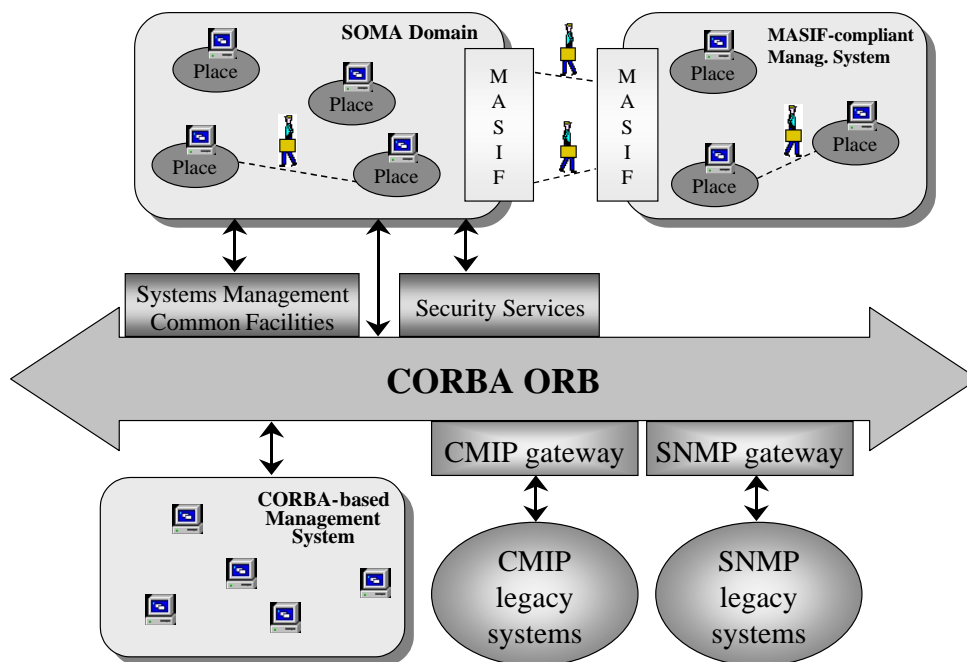 SOMA Domain
Place
Place
Place
Place
M
A
S
I
F
M
A
S
I
F
MASIF-compliant
Manag. System
Place
Place
Place
Systems Management
Common Facilities
Security Services
CORBA ORB
CMIP gateway
SNMP gateway
CORBA-based
Management
System
CMIP
legacy
systems
SNMP
legacy
systems